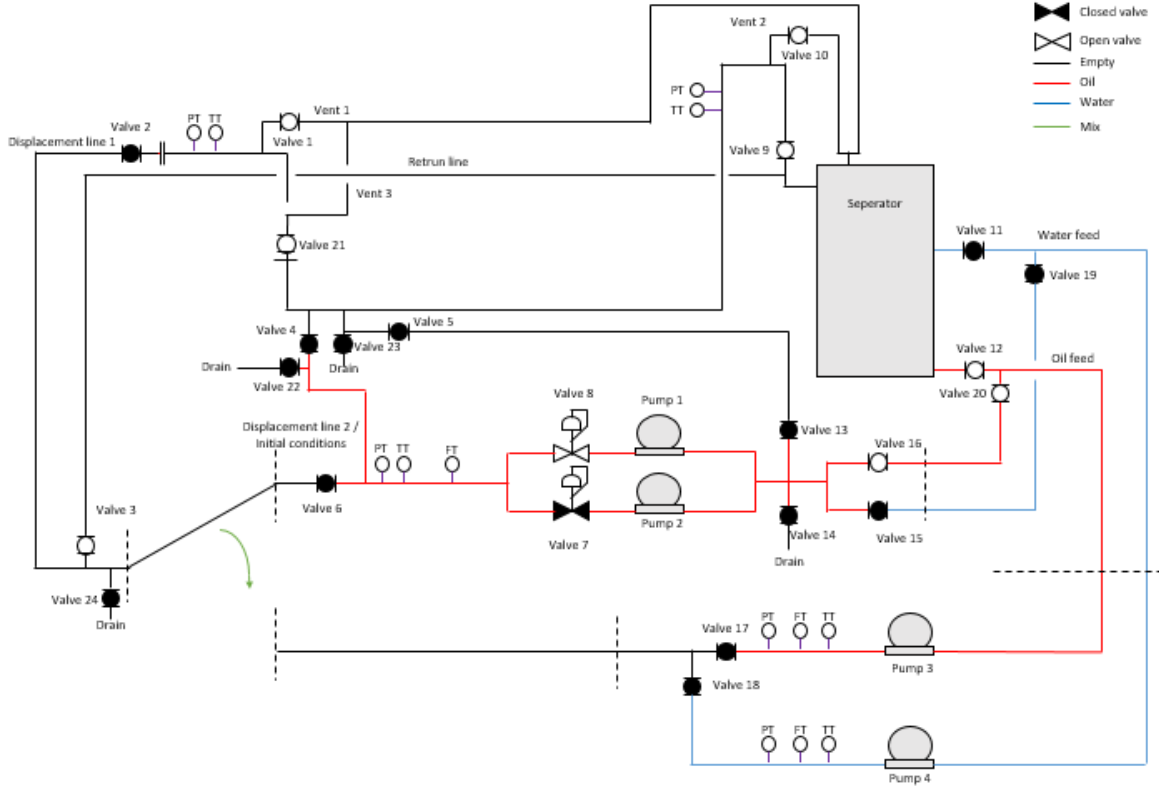 Vent 2
Closed valve
Open valve
Valve 10
Empty
Oil
PT
Water
TT
Mix
Vent 1
PT TT
Valve 2
Displacement line 1
Valve 1
Valve 9
Retrun line
Vent 3
Seperator
Valve 11
Water feed
Valve 21
Valve 19
Valve 4
Valve 5
Valve 23
Drain
Drain
Valve 22
Valve 12
Oil feed
Valve 20
Valve 8
Pump 1
Displacement line 2 /
Initial conditions
PT TT
FT
Valve 13
Valve 16
Valve 6
Pump 2
Valve 3
Valve 7
Valve 14
Valve 15
Drain
Valve 24
Drain
PT
FT
TT
Valve 17
Pump 3
Valve 18
PT
FT
TT
Pump 4